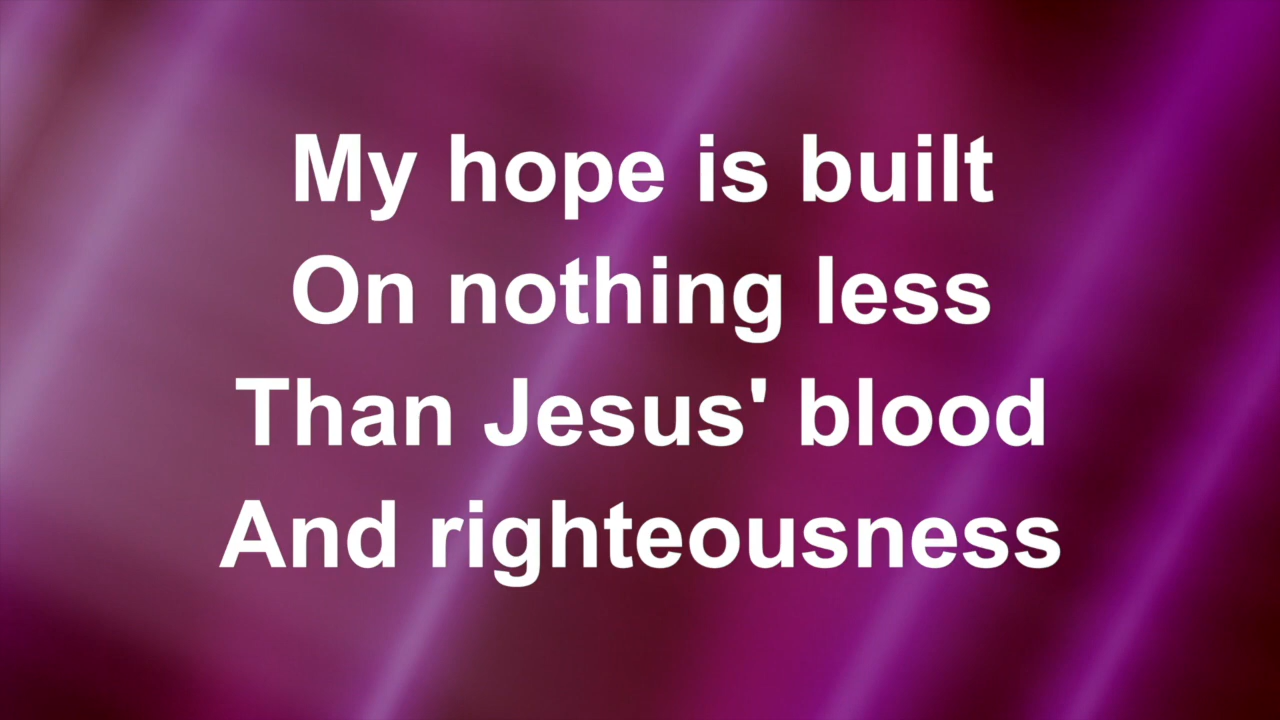 My hope is built
On nothing less
Than Jesus' blood
And righteousness